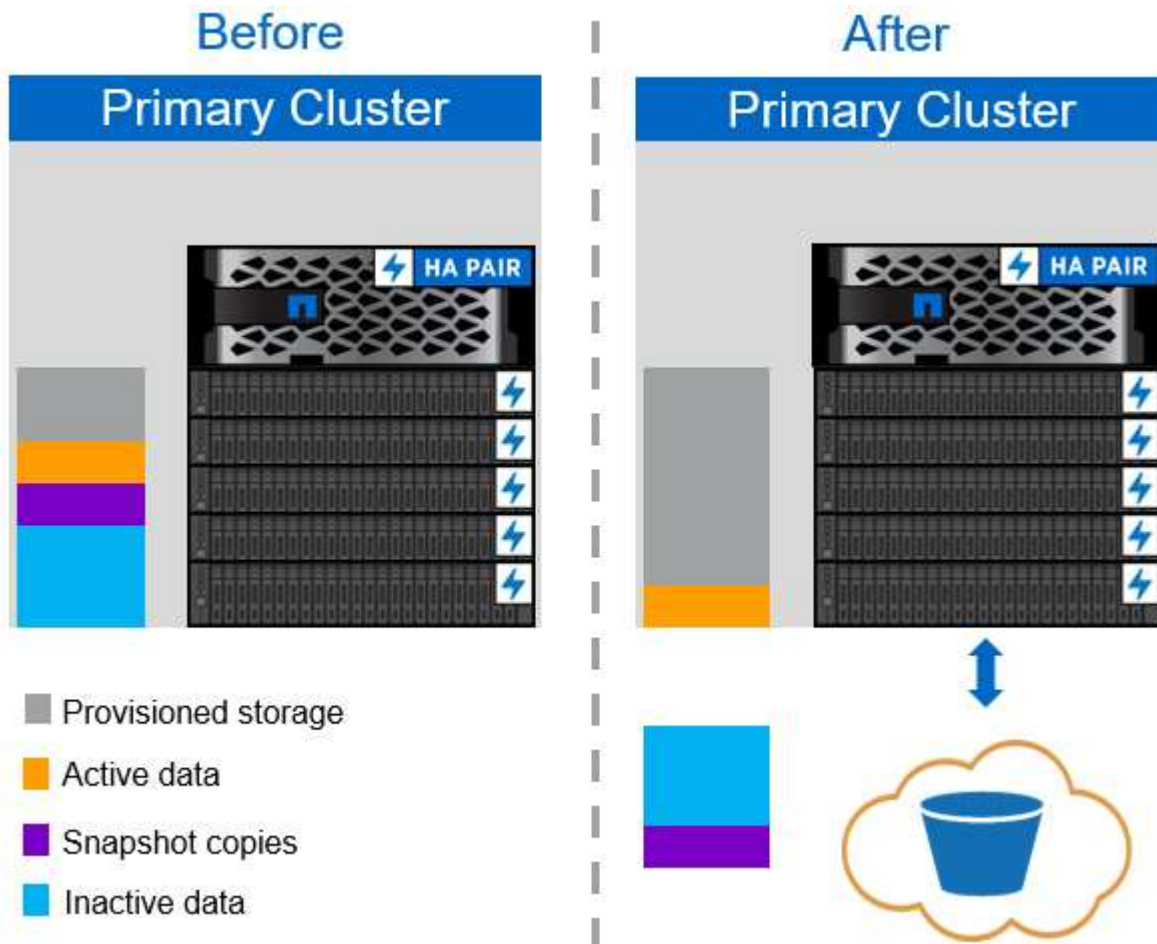 Before
Primary Cluster
HA PAIR
Provisioned storage
Active data
Snapshot copies
Inactive data
After
Primary Cluster
HA PAIR